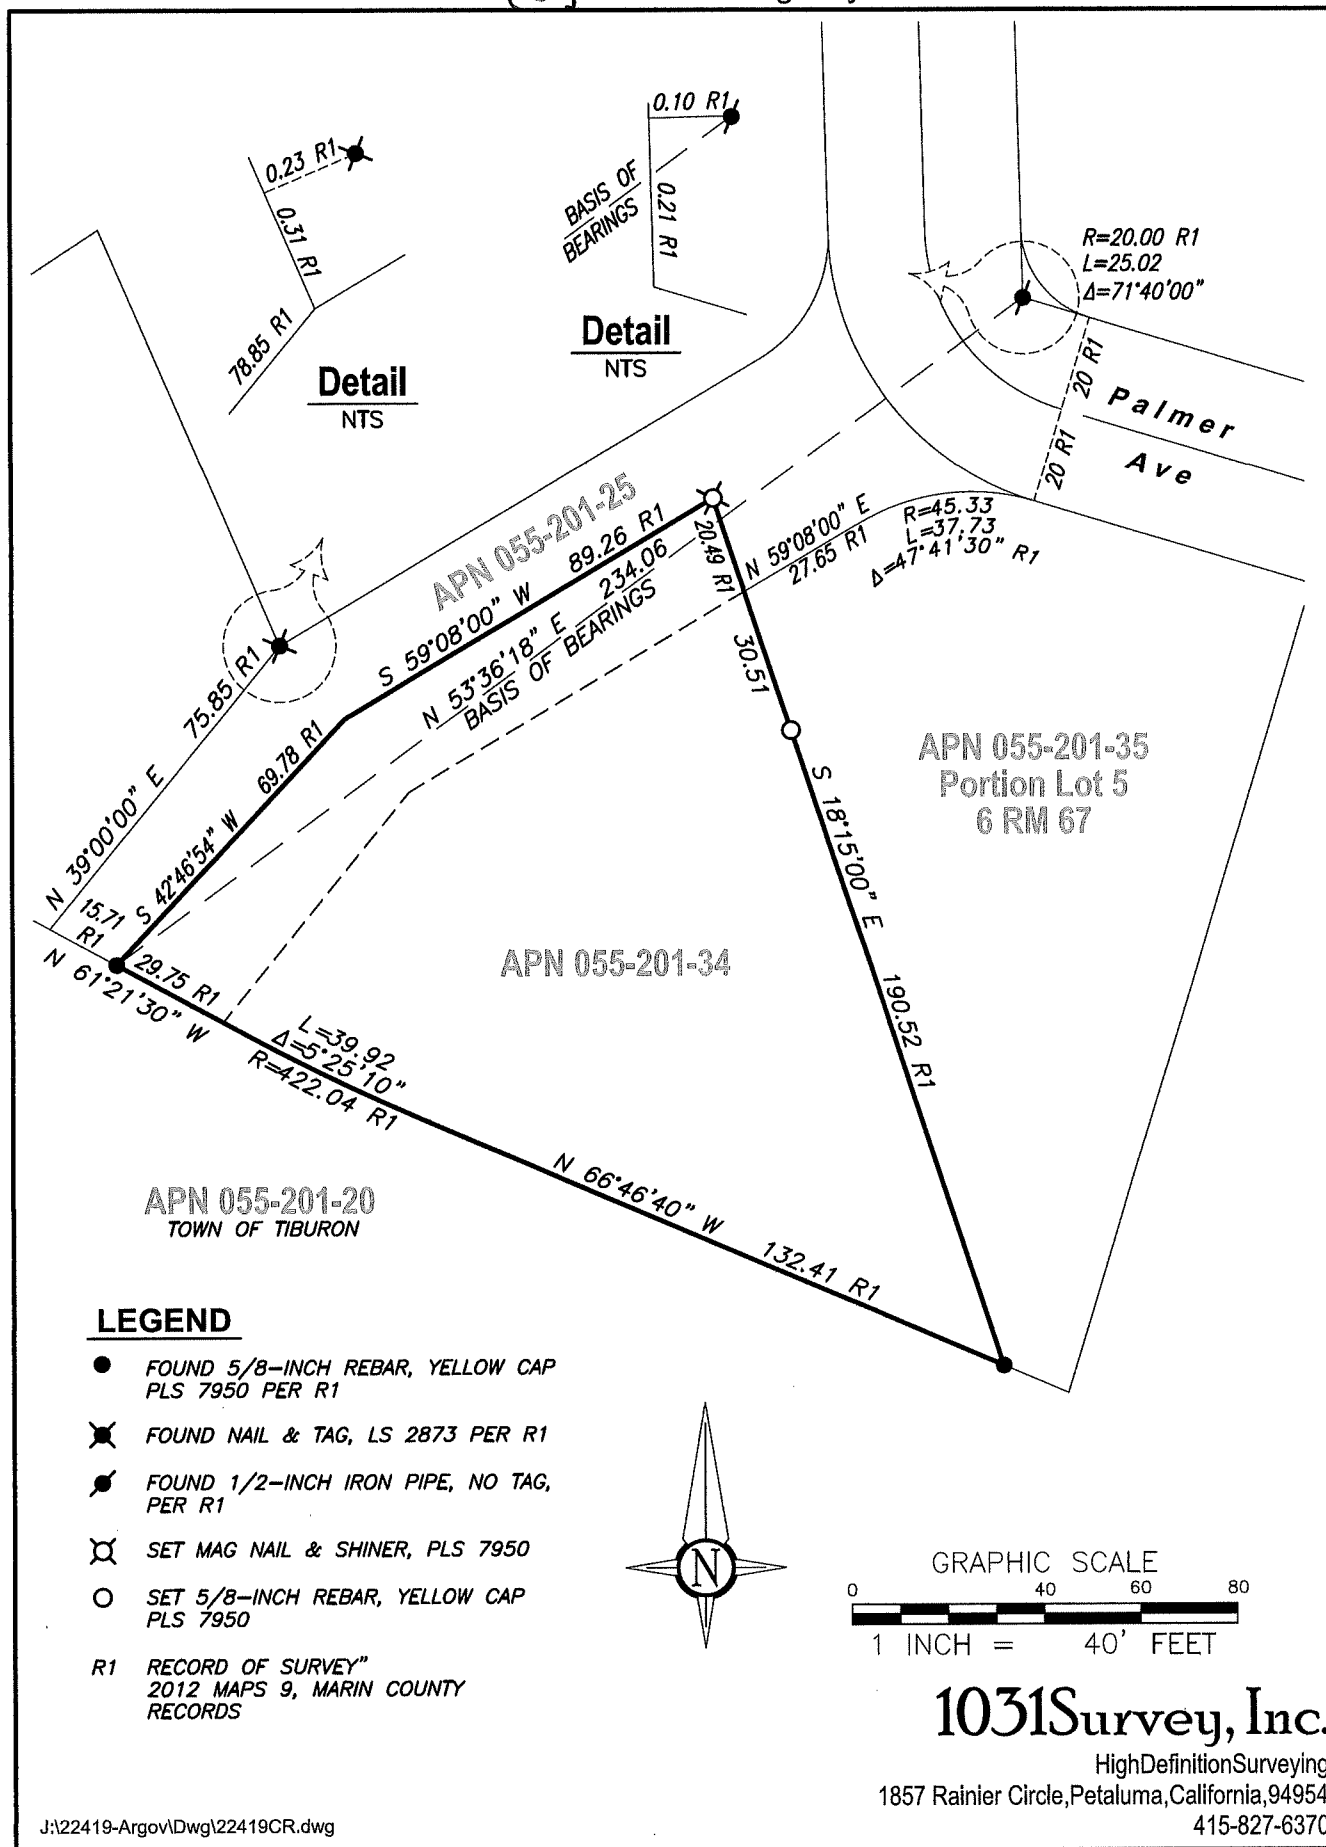 0.23 R1
0.31 R1
78.85 R1
Detail
NTS
0.10 R1
BASIS OF
BEARINGS
0.21 R1
Detail
NTS
R=20.00 R1
L=25.02
Δ=71°40'00"
20 R1
20 R1
Palmer
Ave
APN 055-201-25
S 59°08'00" W 89.26 R1
N 53°36'18" E 234.06
BASIS OF BEARINGS
20.49 R1
N 59°08'00" E
27.65 R1
R=45.33
L=37.73
Δ=47°41'30" R1
30.51
75.85 R1
N 39°00'00" E
S 42°46'54" W 69.78 R1
15.71
R1
29.75 R1
N 61°21'30" W
APN 055-201-35
Portion Lot 5
6 RM 67
S 18°15'00" E 190.52 R1
APN 055-201-34
L=39.92
Δ=5°25'10"
R=422.04 R1
N 66°46'40" W 132.41 R1
APN 055-201-20
TOWN OF TIBURON
LEGEND
FOUND 5/8-INCH REBAR, YELLOW CAP
PLS 7950 PER R1
FOUND NAIL & TAG, LS 2873 PER R1
FOUND 1/2-INCH IRON PIPE, NO TAG,
PER R1
SET MAG NAIL & SHINER, PLS 7950
SET 5/8-INCH REBAR, YELLOW CAP
PLS 7950
R1 RECORD OF SURVEY"
2012 MAPS 9, MARIN COUNTY
RECORDS
N
GRAPHIC SCALE
0 40 60 80
1 INCH = 40' FEET
1031Survey, Inc.
HighDefinitionSurveying
1857 Rainier Circle,Petaluma,California,94954
415-827-6370
J:\22419-Argov\Dwg\22419CR.dwg